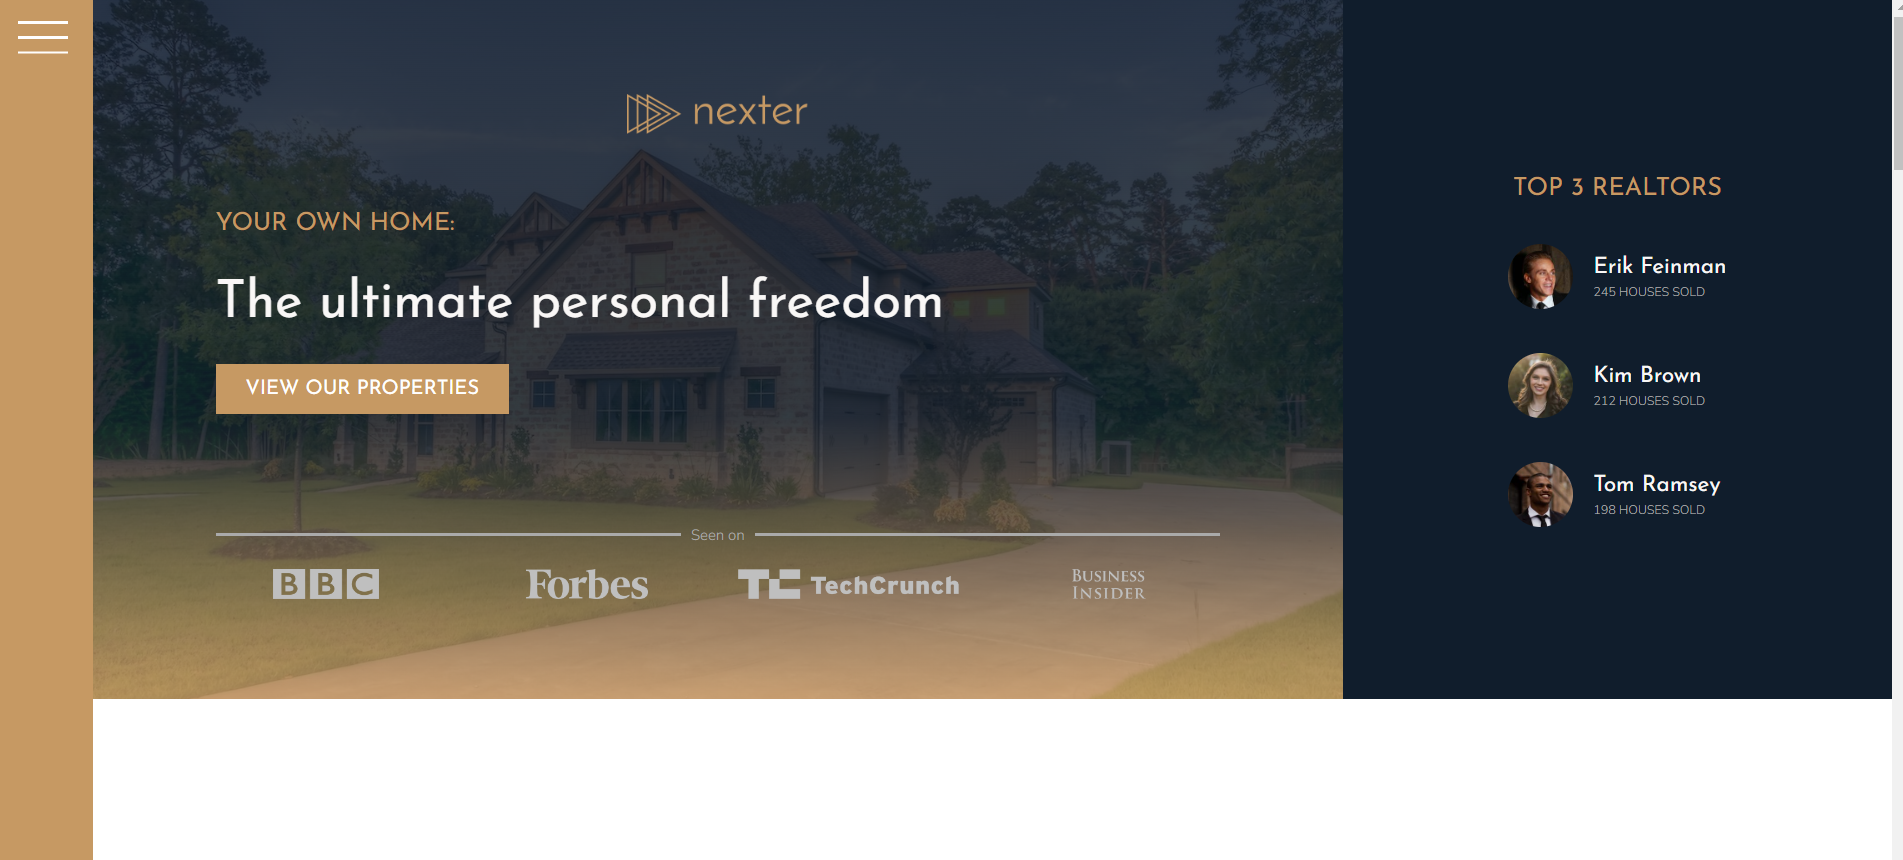 nexter
YOUR OWN HOME:
The ultimate personal freedom
VIEW OUR PROPERTIES
Seen on
BBC
Forbes
TC TechCrunch
BUSINESS
INSIDER
TOP 3 REALTORS
Erik Feinman
245 HOUSES SOLD
Kim Brown
212 HOUSES SOLD
Tom Ramsey
198 HOUSES SOLD